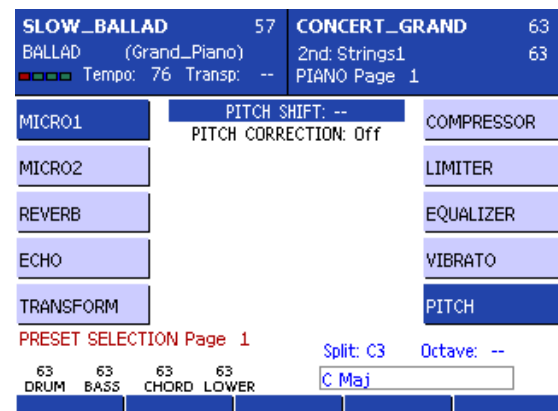 SLOW_BALLAD 57
BALLAD (Grand_Piano)
Tempo: 76 Transp: --
CONCERT_GRAND 63
2nd: Strings1 63
PIANO Page 1
MICRO1
MICRO2
REVERB
ECHO
TRANSFORM
PITCH SHIFT: --
PITCH CORRECTION: Off
COMPRESSOR
LIMITER
EQUALIZER
VIBRATO
PITCH
PRESET SELECTION Page 1
63 63 63 63
DRUM BASS CHORD LOWER
Split: C3 Octave: --
C Maj